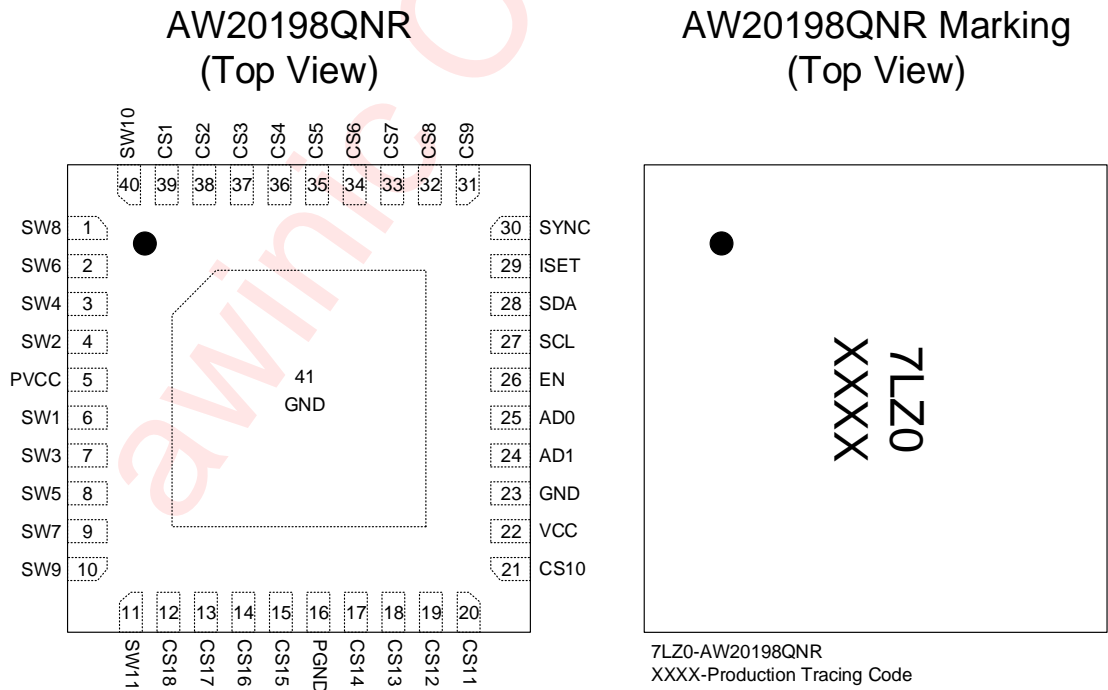 AW20198QNR
(Top View)
AW20198QNR Marking
(Top View)
SW10 CS1 CS2 CS3 CS4 CS5 CS6 CS7 CS8 CS9
40 39 38 37 36 35 34 33 32 31
SW8 1
SW6 2
SW4 3
SW2 4
PVCC 5
SW1 6
SW3 7
SW5 8
SW7 9
SW9 10
41
GND
30 SYNC
29 ISET
28 SDA
27 SCL
26 EN
25 AD0
24 AD1
23 GND
22 VCC
21 CS10
11 12 13 14 15 16 17 18 19 20
SW11 CS18 CS17 CS16 CS15 PGND CS14 CS13 CS12 CS11
7LZ0
XXXX
7LZ0-AW20198QNR
XXXX-Production Tracing Code
awinic